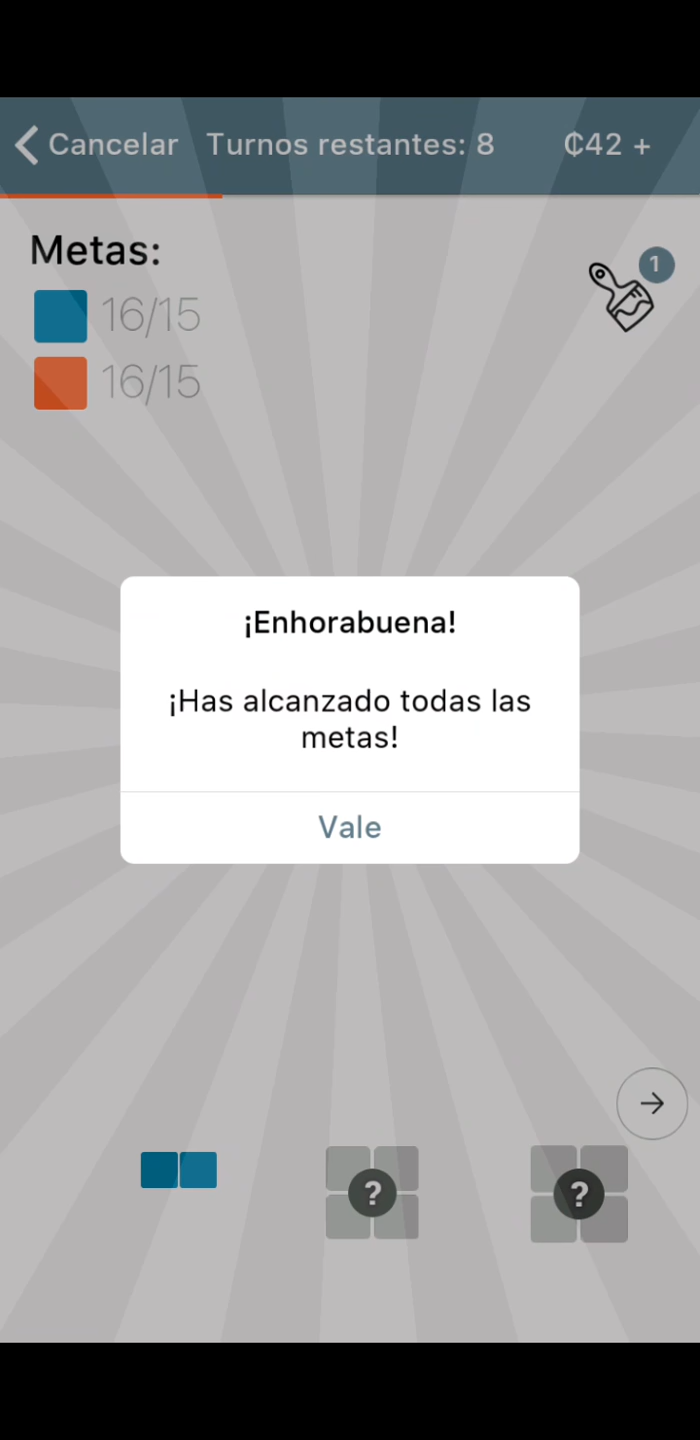 Cancelar Turnos restantes: 8 ₵42 +
Metas:
1
16/15
16/15
¡Enhorabuena!
¡Has alcanzado todas las
metas!
Vale
? ?